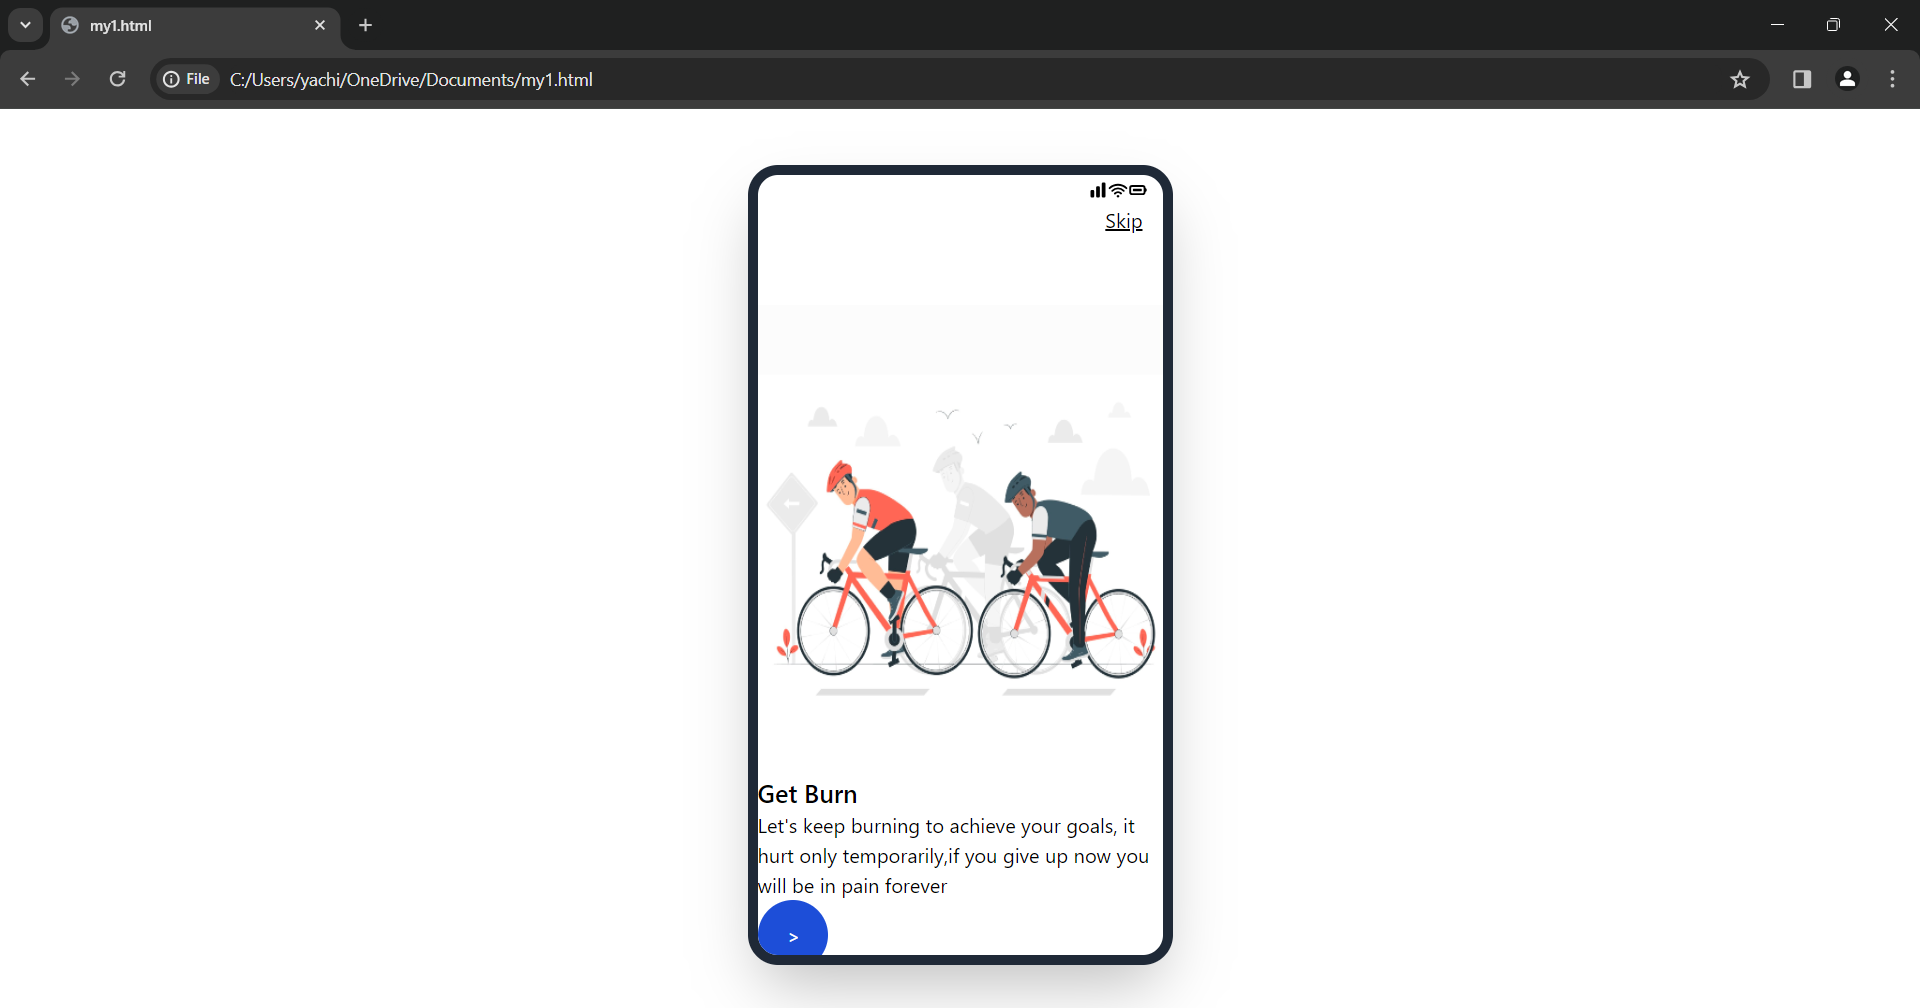 my1.html
File
C:/Users/yachi/OneDrive/Documents/my1.html
Skip
Get Burn
Let's keep burning to achieve your goals, it
hurt only temporarily,if you give up now you
will be in pain forever
>